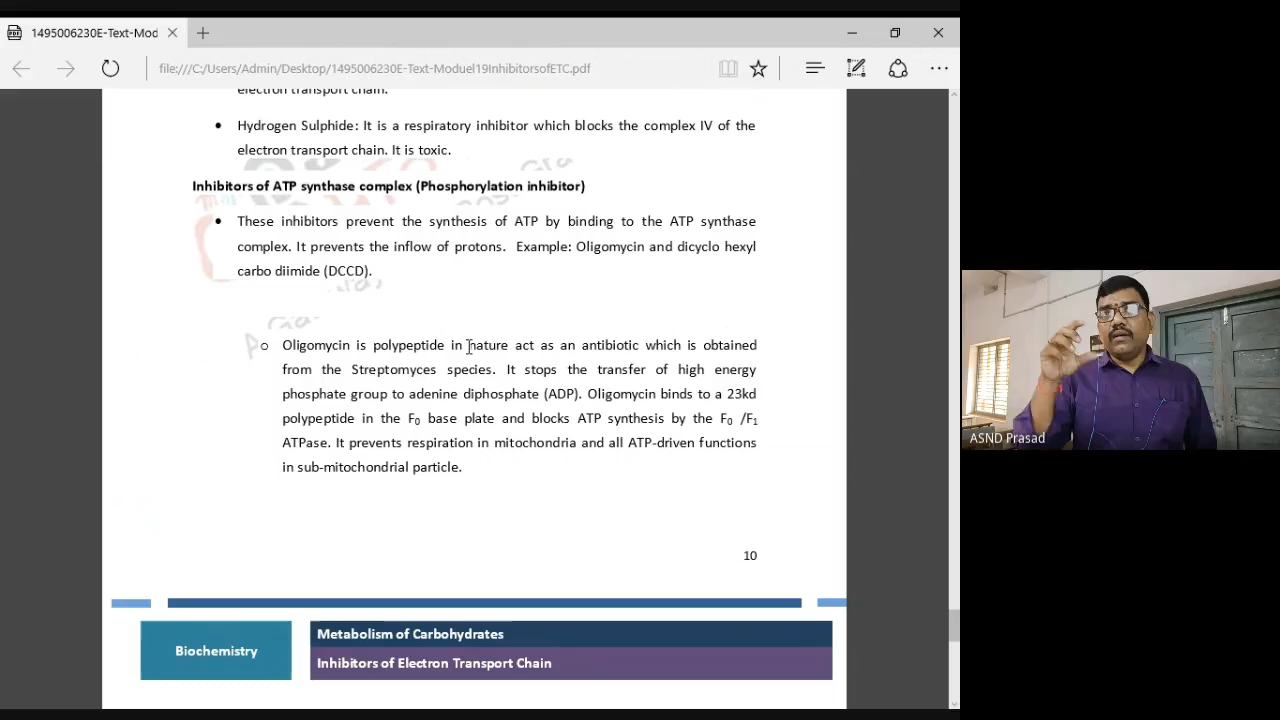 1495006230E-Text-Mod
file:///C:/Users/Admin/Desktop/1495006230E-Text-Moduel19InhibitorsofETC.pdf
electron transport chain.
• Hydrogen Sulphide: It is a respiratory inhibitor which blocks the complex IV of the
electron transport chain. It is toxic.
Inhibitors of ATP synthase complex (Phosphorylation inhibitor)
• These inhibitors prevent the synthesis of ATP by binding to the ATP synthase
complex. It prevents the inflow of protons. Example: Oligomycin and dicyclo hexyl
carbo diimide (DCCD).
o Oligomycin is polypeptide in nature act as an antibiotic which is obtained
from the Streptomyces species. It stops the transfer of high energy
phosphate group to adenine diphosphate (ADP). Oligomycin binds to a 23kd
polypeptide in the F₀ base plate and blocks ATP synthesis by the F₀ /F₁
ATPase. It prevents respiration in mitochondria and all ATP-driven functions
in sub-mitochondrial particle.
10
Biochemistry
Metabolism of Carbohydrates
Inhibitors of Electron Transport Chain
ASND Prasad